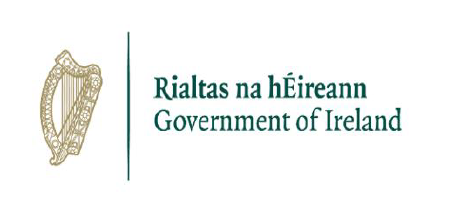 Rialtas na hÉireann
Government of Ireland